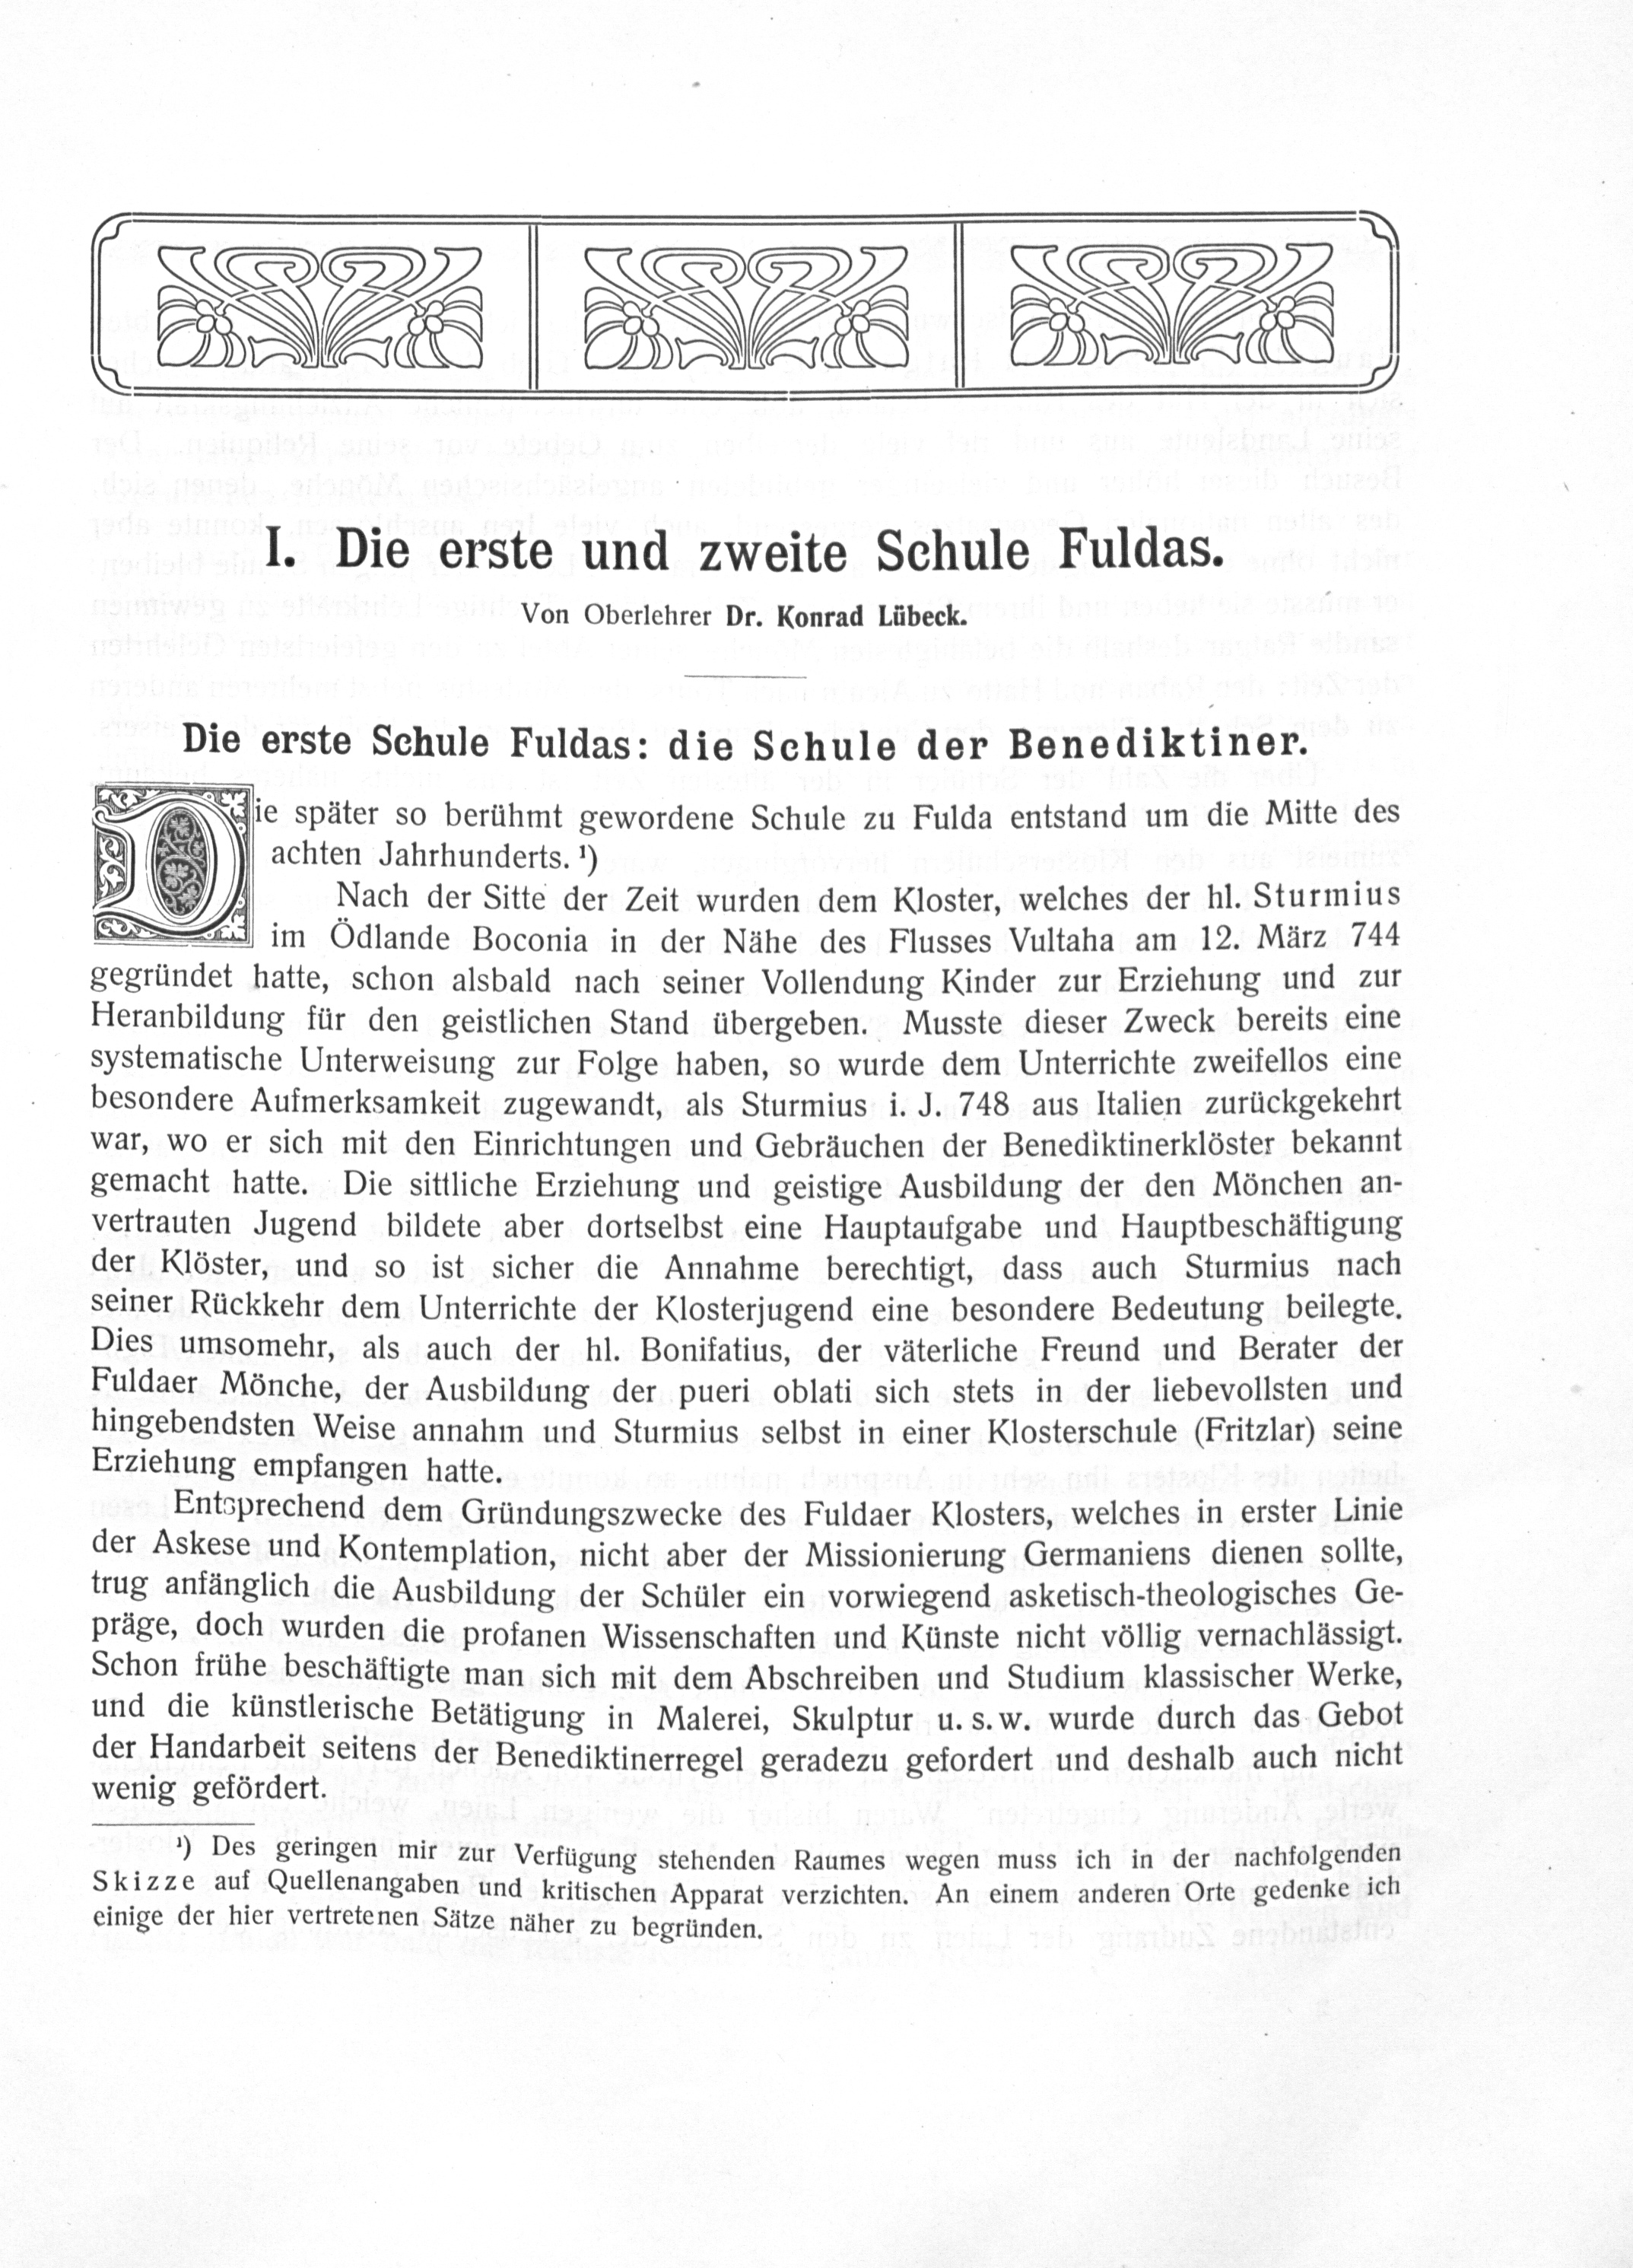 I. Die erste und zweite Schule Fuldas.
Von Oberlehrer Dr. Konrad Lübeck.
Die erste Schule Fuldas: die Schule der Benediktiner.
Die später so berühmt gewordene Schule zu Fulda entstand um die Mitte des
achten Jahrhunderts. ¹)
Nach der Sitte der Zeit wurden dem Kloster, welches der hl. Sturmius
im Ödlande Boconia in der Nähe des Flusses Vultaha am 12. März 744
gegründet hatte, schon alsbald nach seiner Vollendung Kinder zur Erziehung und zur
Heranbildung für den geistlichen Stand übergeben. Musste dieser Zweck bereits eine
systematische Unterweisung zur Folge haben, so wurde dem Unterrichte zweifellos eine
besondere Aufmerksamkeit zugewandt, als Sturmius i. J. 748 aus Italien zurückgekehrt
war, wo er sich mit den Einrichtungen und Gebräuchen der Benediktinerklöster bekannt
gemacht hatte. Die sittliche Erziehung und geistige Ausbildung der den Mönchen an-
vertrauten Jugend bildete aber dortselbst eine Hauptaufgabe und Hauptbeschäftigung
der Klöster, und so ist sicher die Annahme berechtigt, dass auch Sturmius nach
seiner Rückkehr dem Unterrichte der Klosterjugend eine besondere Bedeutung beilegte.
Dies umsomehr, als auch der hl. Bonifatius, der väterliche Freund und Berater der
Fuldaer Mönche, der Ausbildung der pueri oblati sich stets in der liebevollsten und
hingebendsten Weise annahm und Sturmius selbst in einer Klosterschule (Fritzlar) seine
Erziehung empfangen hatte.
Entsprechend dem Gründungszwecke des Fuldaer Klosters, welches in erster Linie
der Askese und Kontemplation, nicht aber der Missionierung Germaniens dienen sollte,
trug anfänglich die Ausbildung der Schüler ein vorwiegend asketisch-theologisches Ge-
präge, doch wurden die profanen Wissenschaften und Künste nicht völlig vernachlässigt.
Schon frühe beschäftigte man sich mit dem Abschreiben und Studium klassischer Werke,
und die künstlerische Betätigung in Malerei, Skulptur u. s. w. wurde durch das Gebot
der Handarbeit seitens der Benediktinerregel geradezu gefordert und deshalb auch nicht
wenig gefördert.
¹) Des geringen mir zur Verfügung stehenden Raumes wegen muss ich in der nachfolgenden
Skizze auf Quellenangaben und kritischen Apparat verzichten. An einem anderen Orte gedenke ich
einige der hier vertretenen Sätze näher zu begründen.